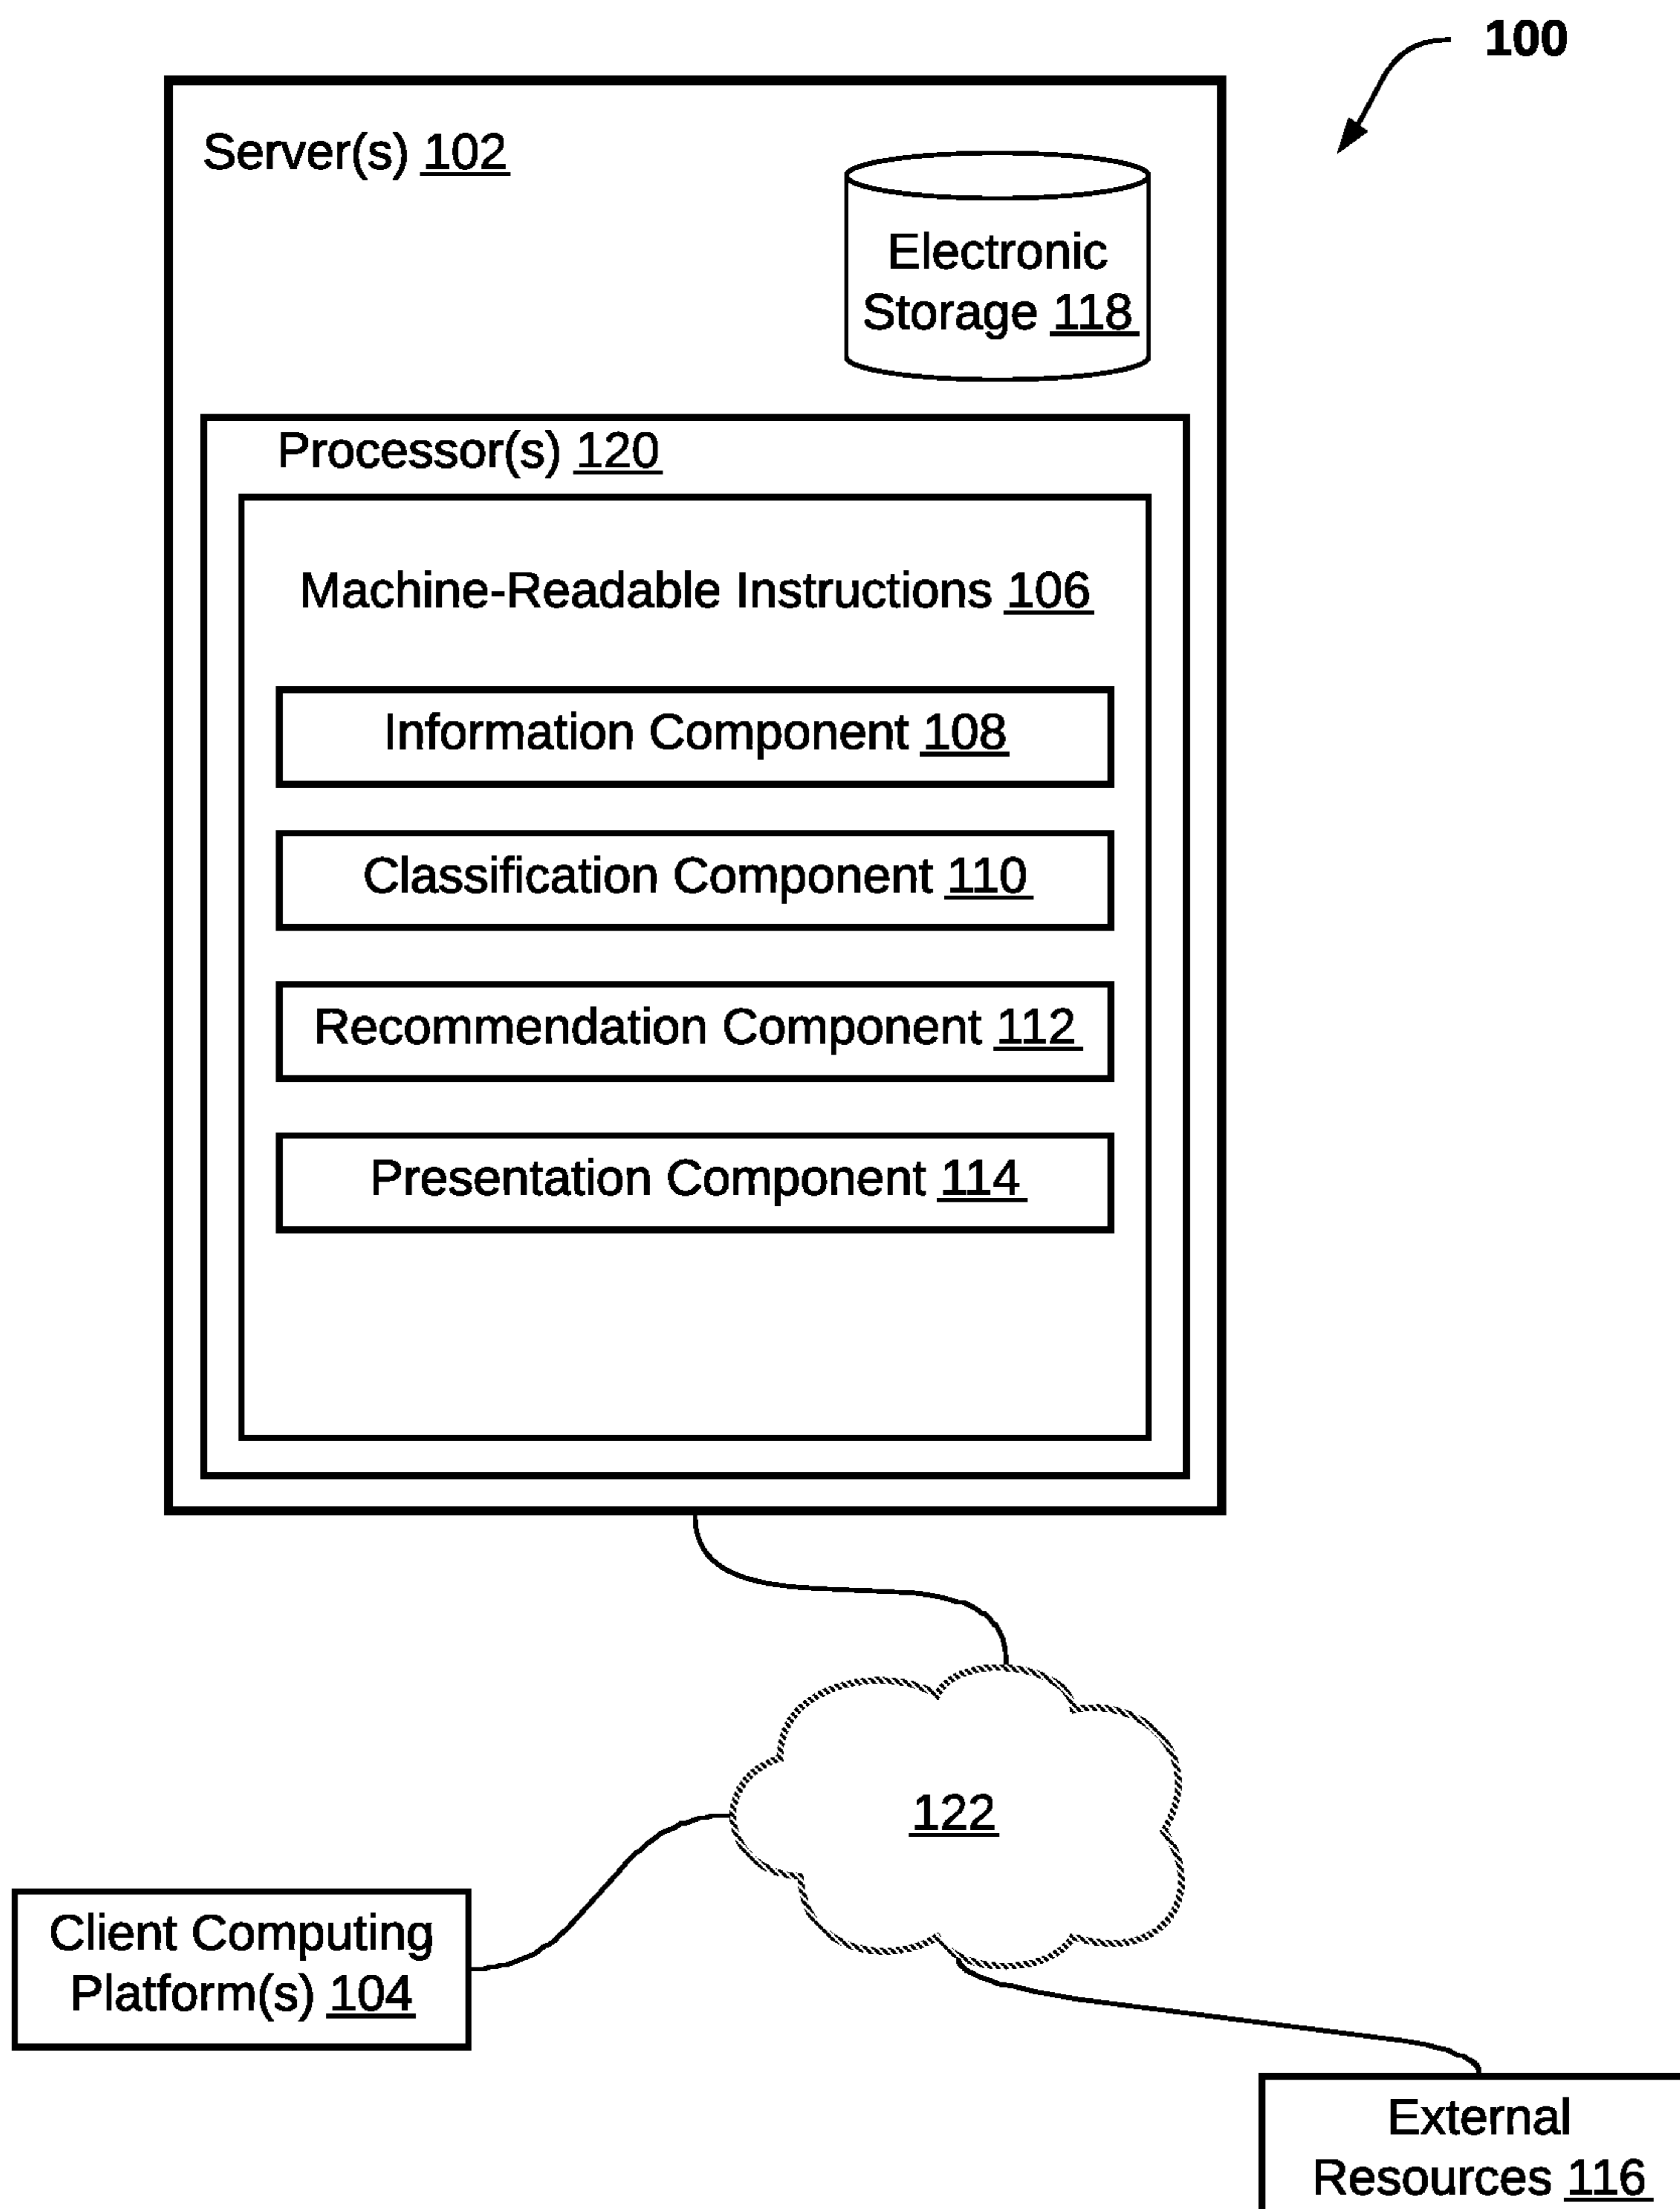 100
Server(s) 102
Electronic
Storage 118
Processor(s) 120
Machine-Readable Instructions 106
Information Component 108
Classification Component 110
Recommendation Component 112
Presentation Component 114
122
Client Computing
Platform(s) 104
External
Resources 116